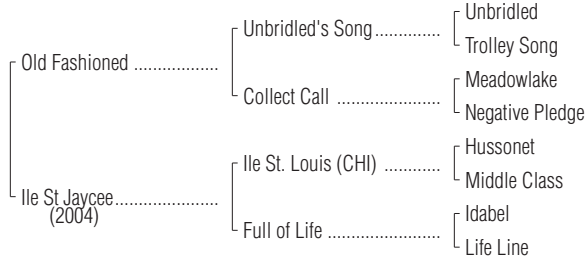 Unbridled
Unbridled's Song..............
Trolley Song
Old Fashioned ..................
Meadowlake
Collect Call ......................
Negative Pledge
Hussonet
Ile St. Louis (CHI) ............
Middle Class
Ile St Jaycee......................
(2004)
Idabel
Full of Life ........................
Life Line